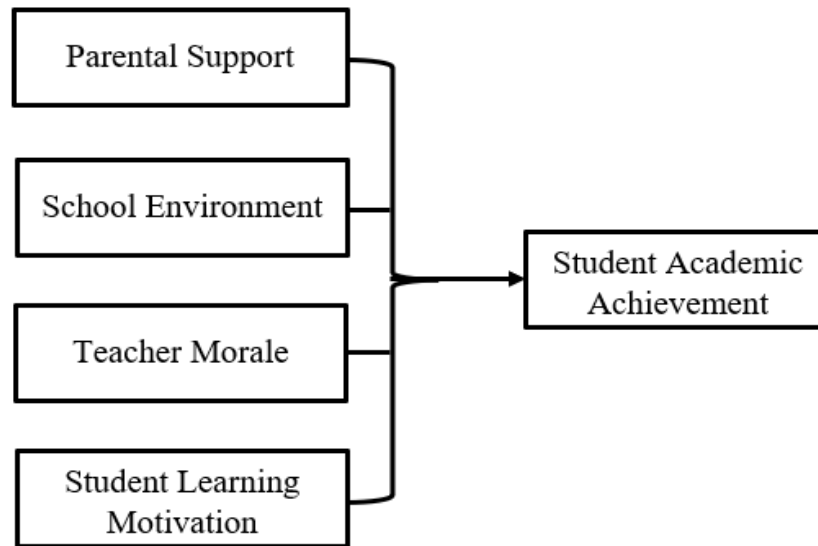 Parental Support
School Environment
Student Academic
Achievement
Teacher Morale
Student Learning
Motivation